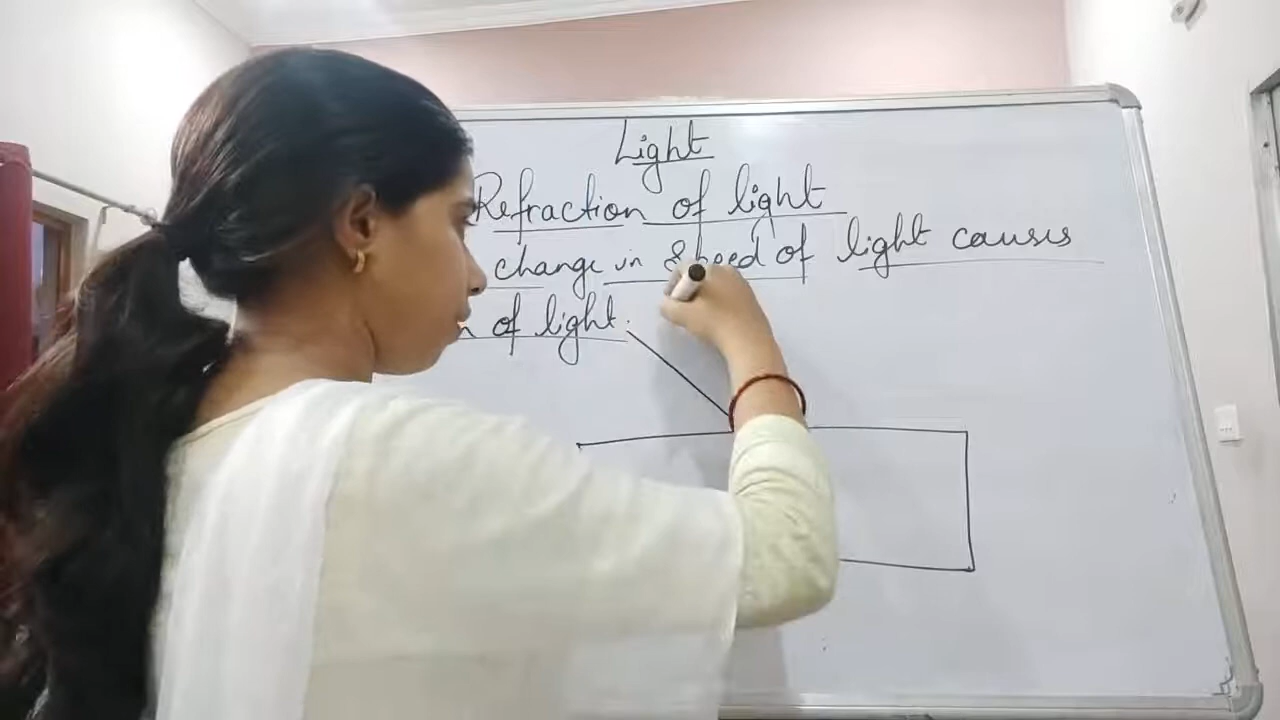 Light
Refraction of light
change in speed of light causes
of light.